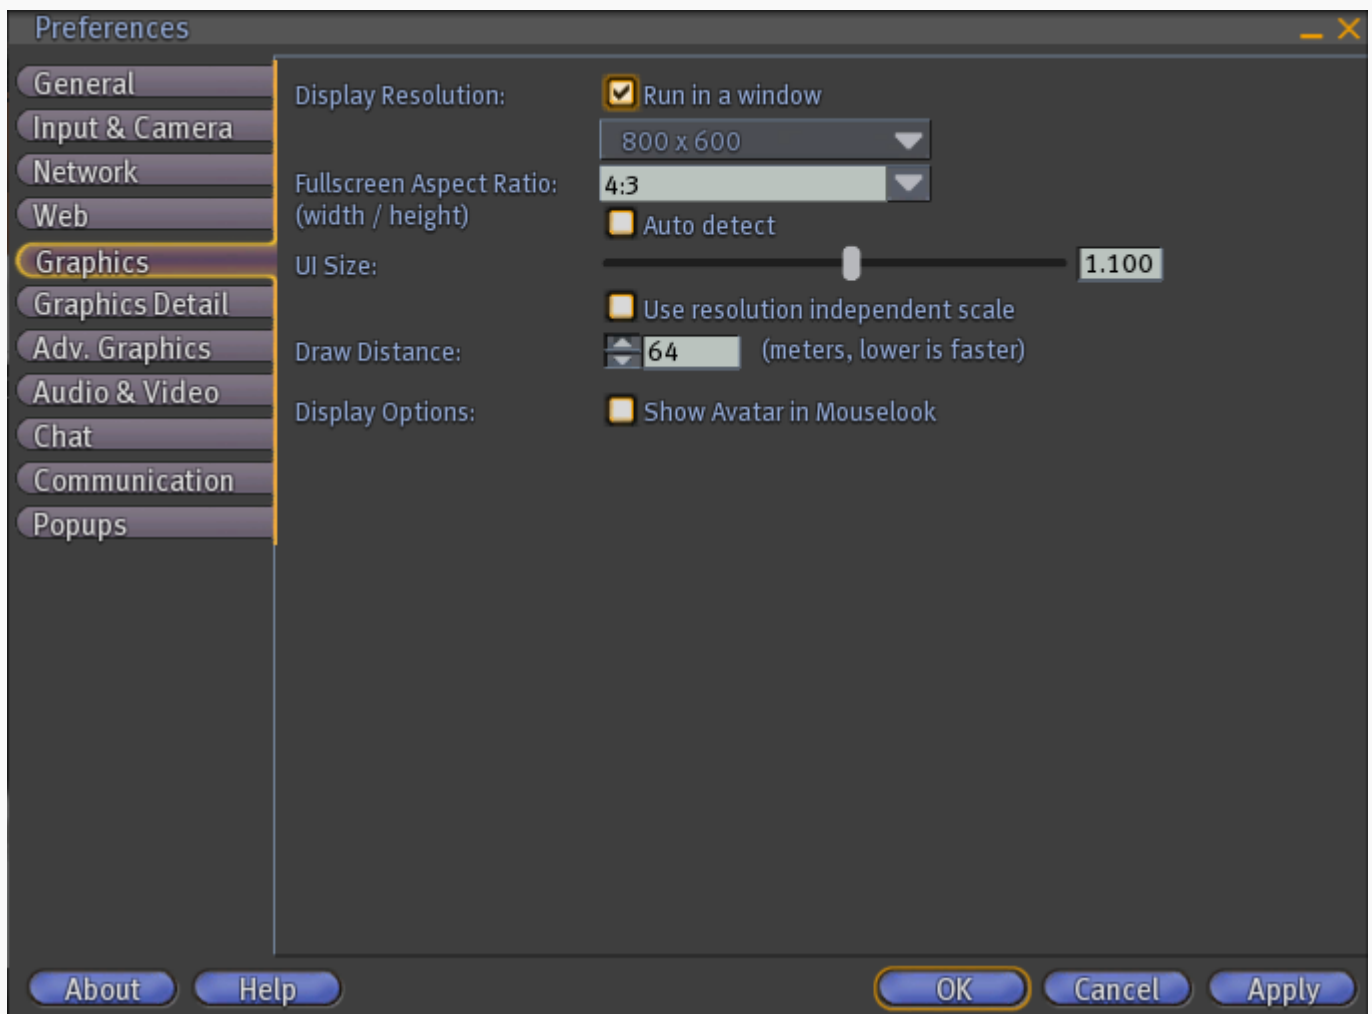 Preferences
General
Input & Camera
Network
Web
Graphics
Graphics Detail
Adv. Graphics
Audio & Video
Chat
Communication
Popups
Display Resolution:
Run in a window
800 x 600
Fullscreen Aspect Ratio:
(width / height)
4:3
Auto detect
UI Size:
1.100
Use resolution independent scale
Draw Distance:
64
(meters, lower is faster)
Display Options:
Show Avatar in Mouselook
About
Help
OK
Cancel
Apply